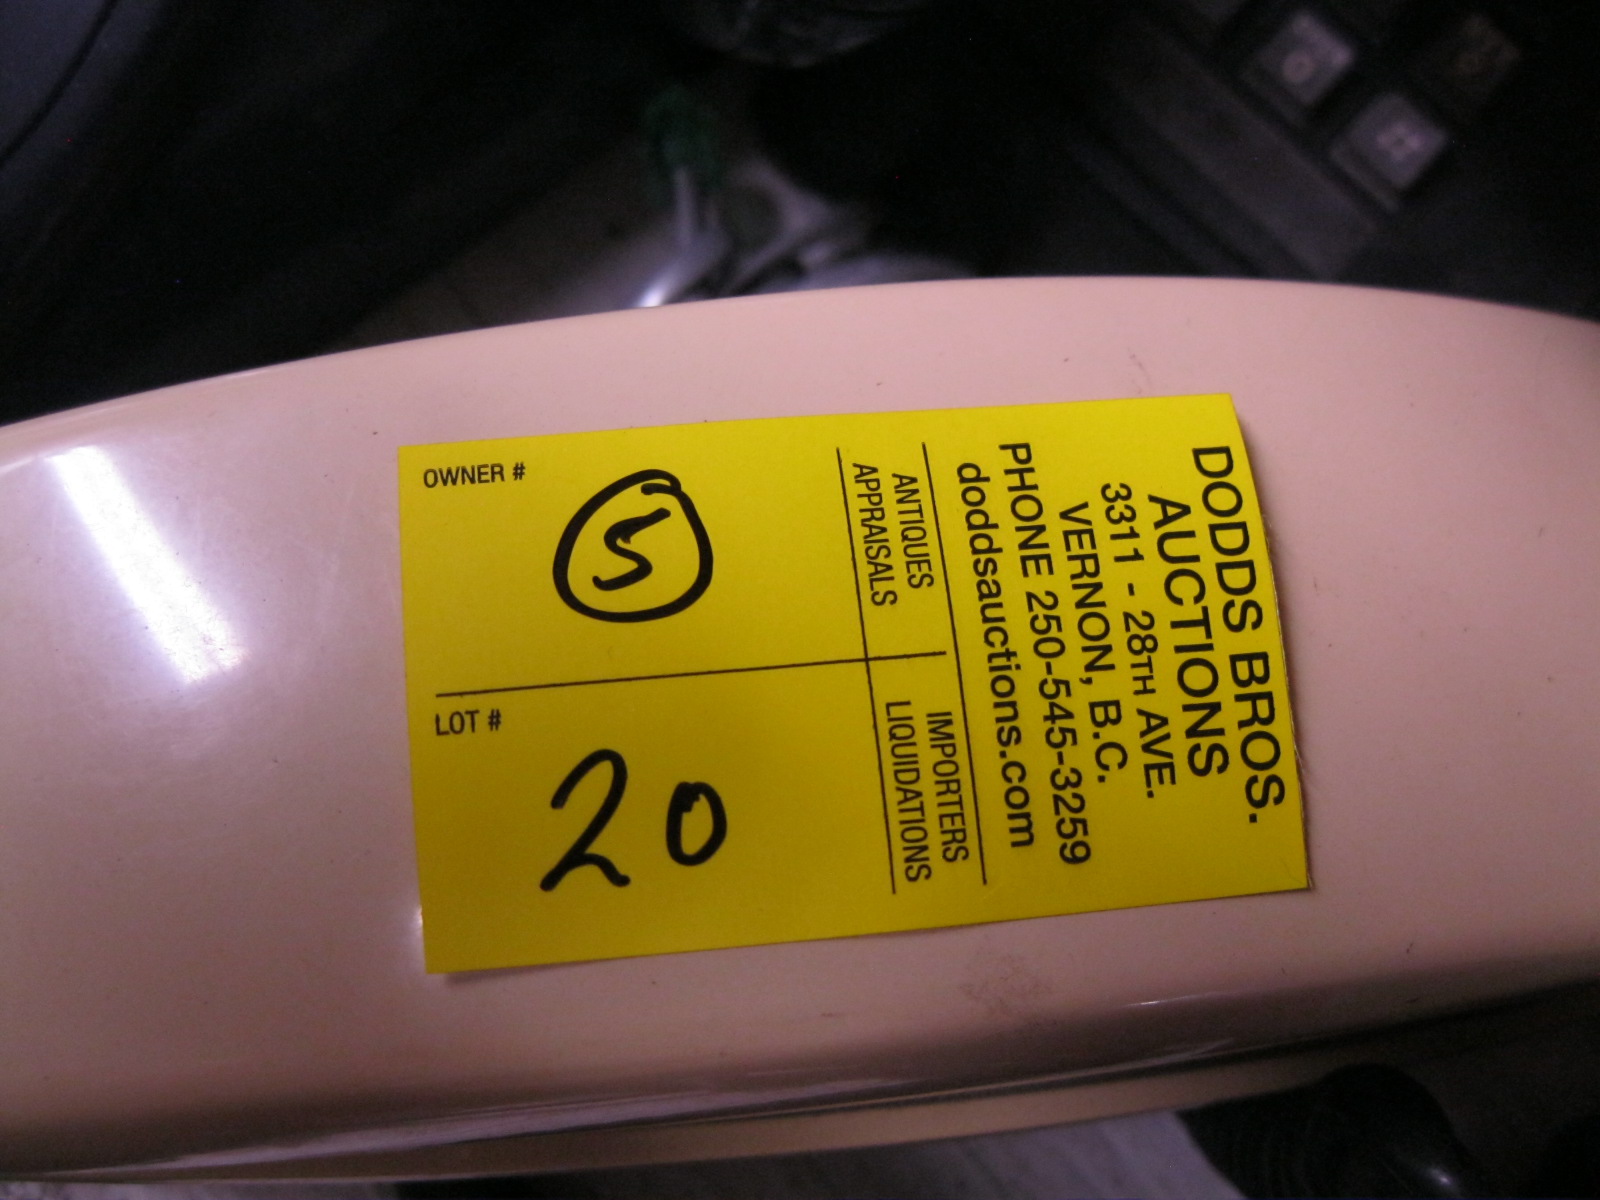 DODDS BROS.
AUCTIONS
3311 - 28TH AVE.
VERNON, B.C.
PHONE 250-545-3259
doddsauctions.com
ANTIQUES
APPRAISALS
IMPORTERS
LIQUIDATIONS
OWNER #
5
LOT #
20